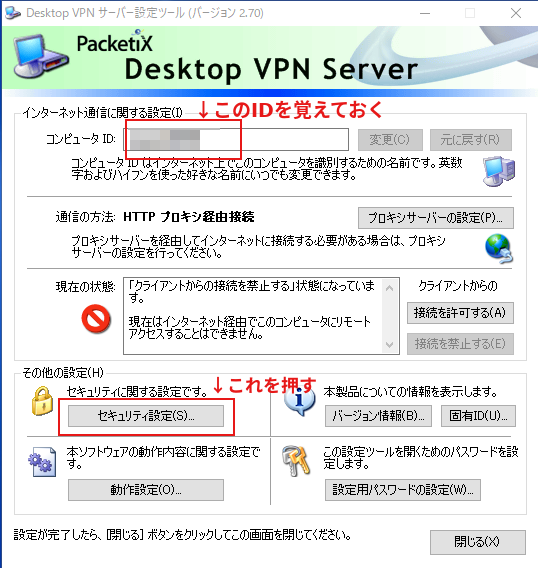 Desktop VPN サーバー設定ツール (バージョン 2.70)
PacketiX
Desktop VPN Server
インターネット通信に関する設定(I)
↓このIDを覚えておく
コンピュータ ID:
変更(C)
元に戻す(R)
コンピュータ ID はインターネット上でこのコンピュータを識別するための名前です。英数
字およびハイフンを使った好きな名前にいつでも変更できます。
通信の方法: HTTP プロキシ経由接続
プロキシサーバーの設定(P)...
プロキシサーバーを経由してインターネットに接続する必要がある場合は、プロキシ
サーバーの設定を行ってください。
現在の状態:
「クライアントからの接続を禁止する」状態になっていま
す。
現在はインターネット経由でこのコンピュータにリモート
アクセスすることはできません。
クライアントからの
接続を許可する(A)
接続を禁止する(E)
その他の設定(H)
↓これを押す
セキュリティに関する設定です。
セキュリティ設定(S)...
本製品についての情報を表示します。
バージョン情報(B)...
固有ID(U)...
本ソフトウェアの動作内容に関する設定で
す。
動作設定(O)...
この設定ツールを開くためのパスワードを設
定します。
設定用パスワードの設定(W)...
設定が完了したら、[閉じる] ボタンをクリックしてこの画面を閉じてください。
閉じる(X)